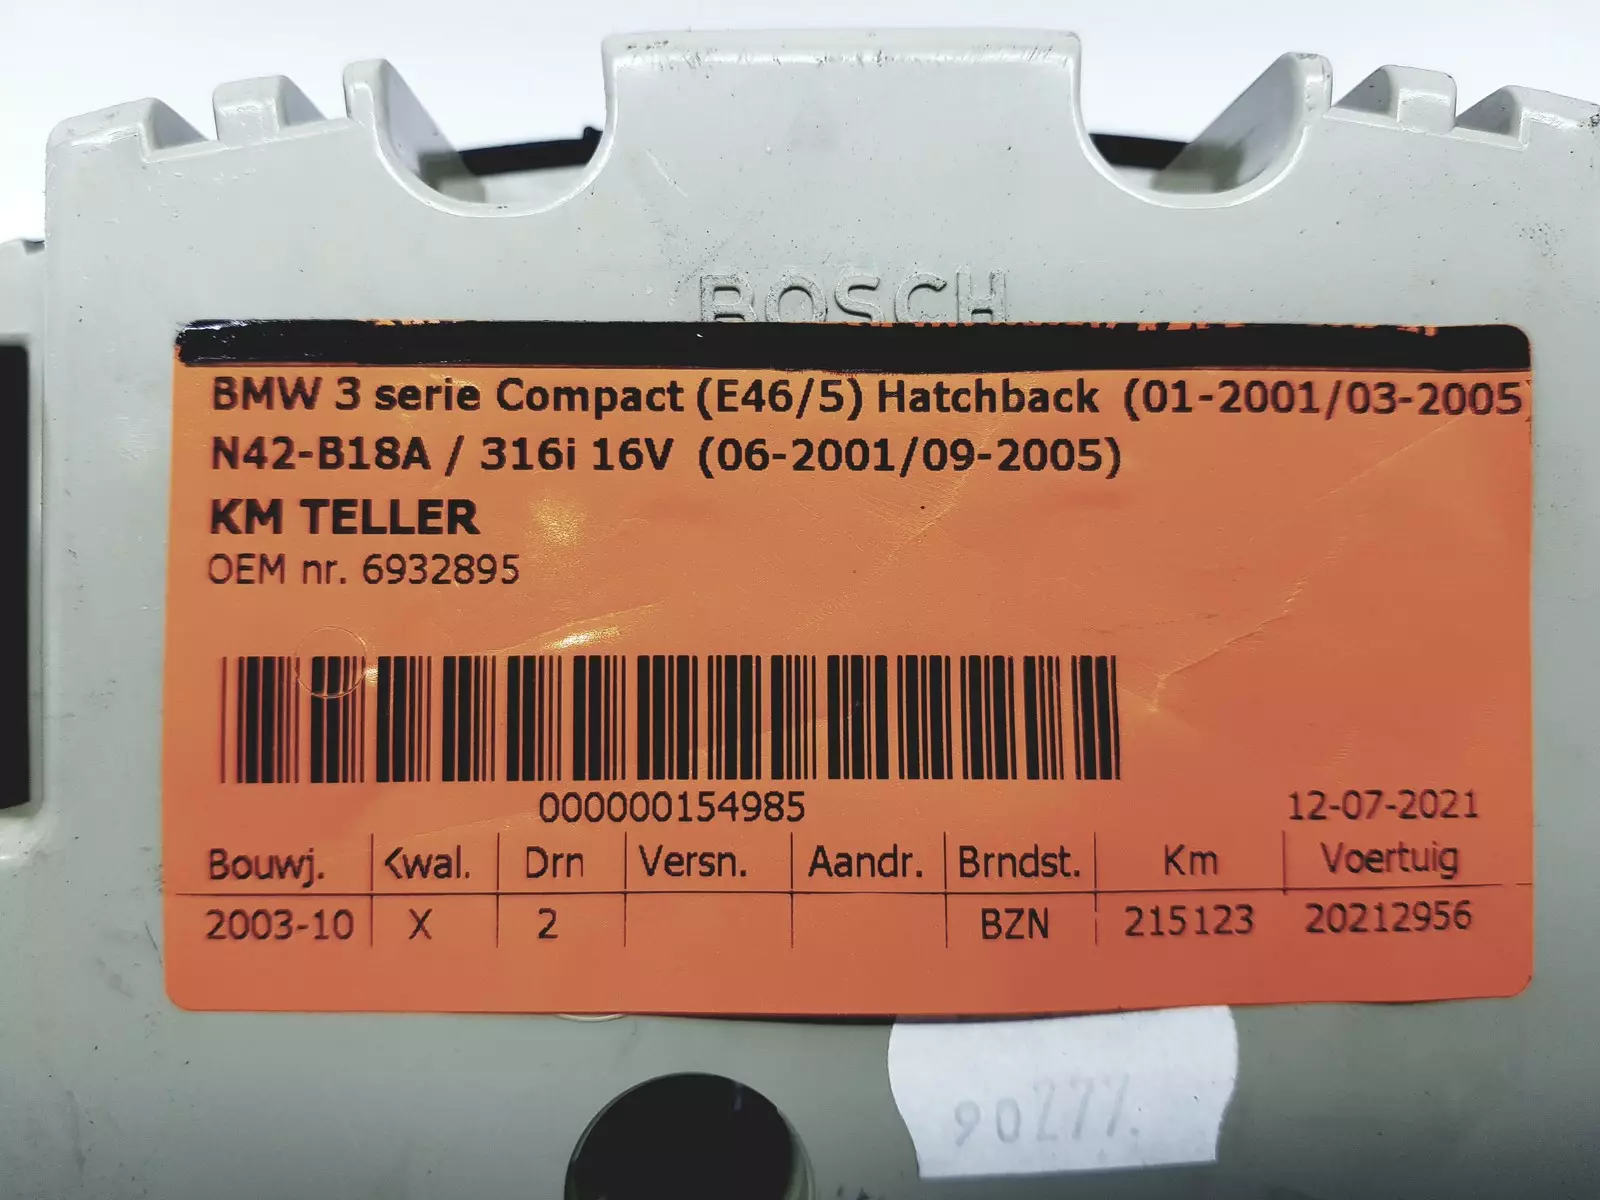 BOSCH
BMW 3 serie Compact (E46/5) Hatchback (01-2001/03-2005)
N42-B18A / 316i 16V (06-2001/09-2005)
KM TELLER
OEM nr. 6932895
000000154985
12-07-2021
Bouwj. Kwal. Drn Versn. Aandr. Brndst. Km Voertuig
2003-10 X 2 BZN 215123 20212956
90277.